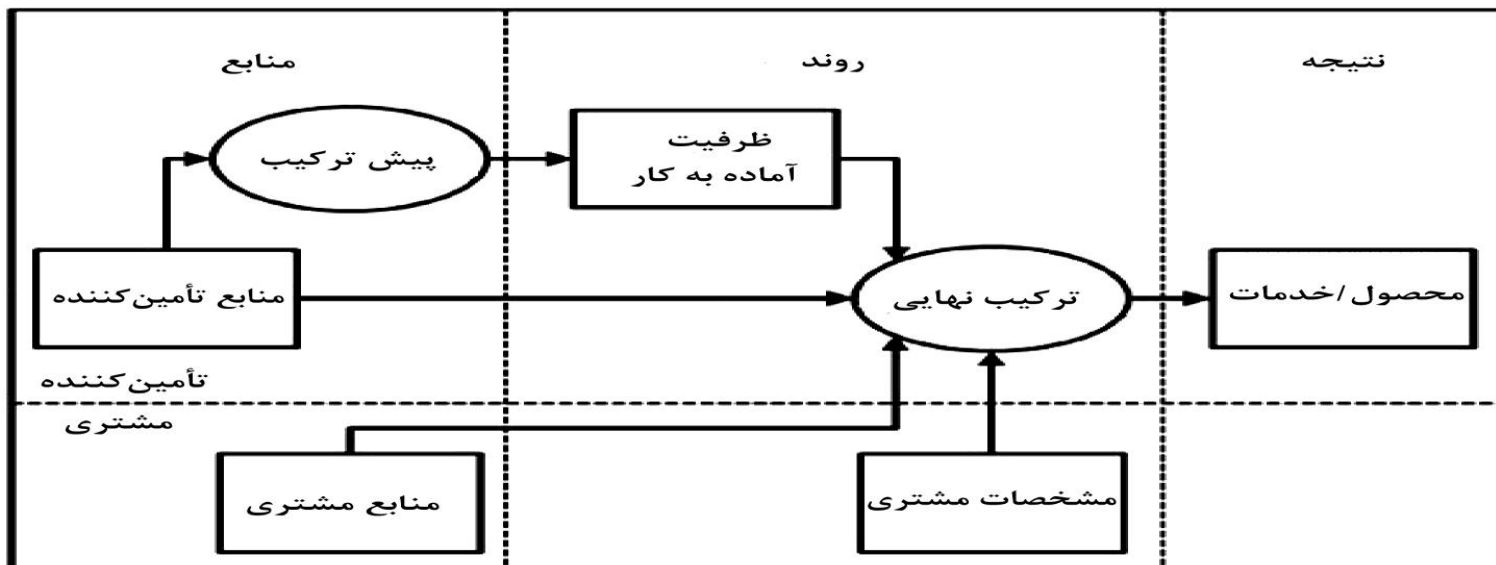 منابع
روند
نتیجه
پیش ترکیب
ظرفیت
آماده به کار
منابع تأمین‌کننده
ترکیب نهایی
محصول/خدمات
تأمین‌کننده
مشتری
منابع مشتری
مشخصات مشتری